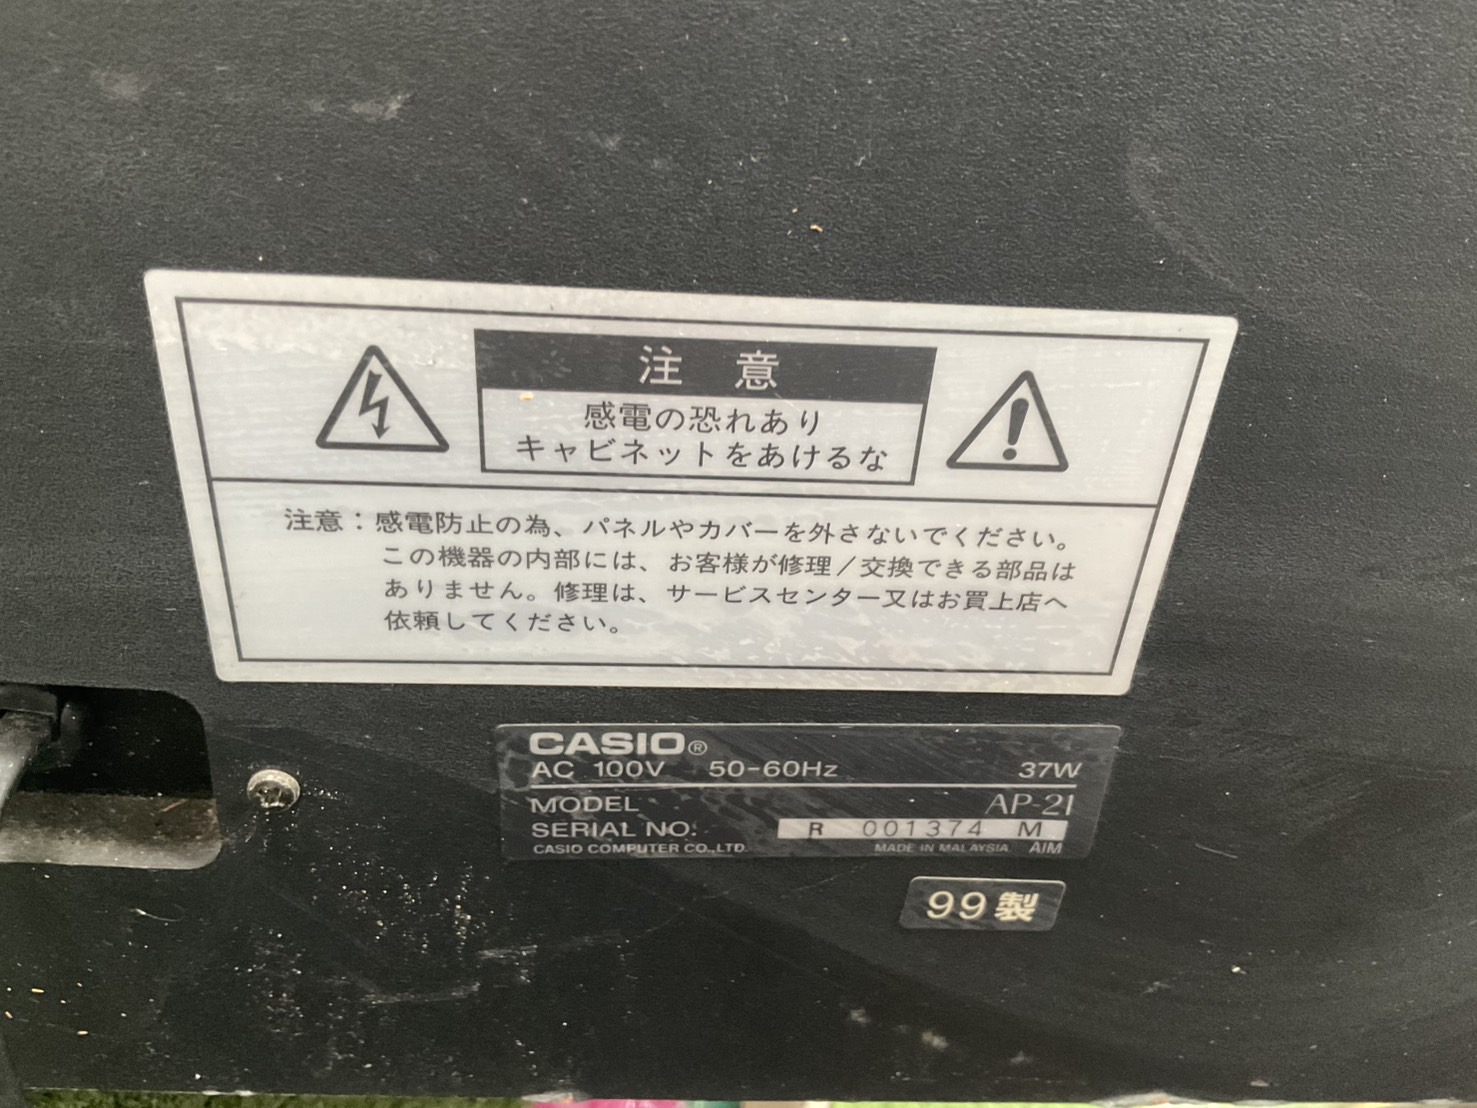 注 意
感電の恐れあり
キャビネットをあけるな
注意：感電防止の為、パネルやカバーを外さないでください。
この機器の内部には、お客様が修理／交換できる部品は
ありません。修理は、サービスセンター又はお買上店へ
依頼してください。
CASIO®
AC 100V 50-60Hz 37W
MODEL AP-21
SERIAL NO. R 001374 M
CASIO COMPUTER CO.,LTD. MADE IN MALAYSIA AIM
99製